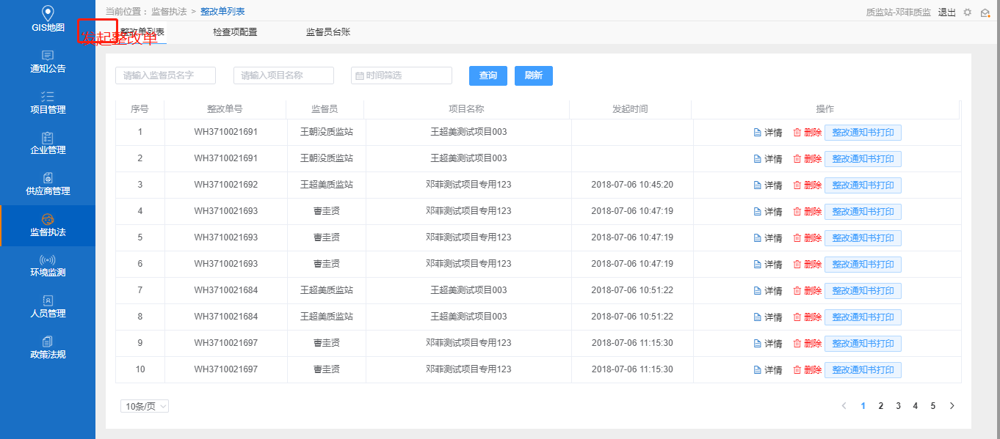 当前位置： 监督执法 > 整改单列表
质监站-邓菲质监 退出
GIS地图
通知公告
项目管理
企业管理
供应商管理
监督执法
环境监测
人员管理
政策法规
发起整改单
整改单列表 检查项配置 监督员台账
请输入监督员名字 请输入项目名称 时间筛选 查询 刷新
序号 整改单号 监督员 项目名称 发起时间 操作
1 WH3710021691 王朝没质监站 王超美测试项目003 详情 删除 整改通知书打印
2 WH3710021691 王朝没质监站 王超美测试项目003 详情 删除 整改通知书打印
3 WH3710021692 王超美质监站 邓菲测试项目专用123 2018-07-06 10:45:20 详情 删除 整改通知书打印
4 WH3710021693 曹圭贤 邓菲测试项目专用123 2018-07-06 10:47:19 详情 删除 整改通知书打印
5 WH3710021693 曹圭贤 邓菲测试项目专用123 2018-07-06 10:47:19 详情 删除 整改通知书打印
6 WH3710021693 曹圭贤 邓菲测试项目专用123 2018-07-06 10:47:19 详情 删除 整改通知书打印
7 WH3710021684 王超美质监站 王超美测试项目003 2018-07-06 10:51:22 详情 删除 整改通知书打印
8 WH3710021684 王超美质监站 王超美测试项目003 2018-07-06 10:51:22 详情 删除 整改通知书打印
9 WH3710021697 曹圭贤 邓菲测试项目专用123 2018-07-06 11:15:30 详情 删除 整改通知书打印
10 WH3710021697 曹圭贤 邓菲测试项目专用123 2018-07-06 11:15:30 详情 删除 整改通知书打印
10条/页 < 1 2 3 4 5 >